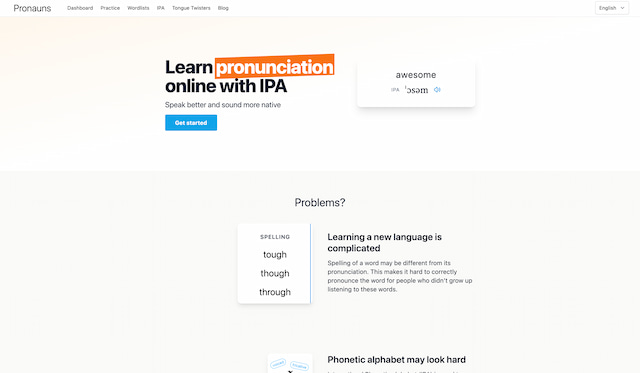 Pronauns
Dashboard Practice Wordlists IPA Tongue Twisters Blog
English
Learn pronunciation
online with IPA
Speak better and sound more native
Get started
awesome
IPA ˈɔsəm
Problems?
SPELLING
tough
though
through
Learning a new language is
complicated
Spelling of a word may be different from its
pronunciation. This makes it hard to correctly
pronounce the word for people who didn't grow up
listening to these words.
Phonetic alphabet may look hard